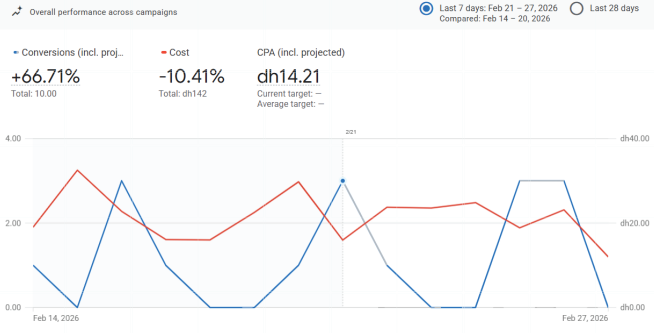 Overall performance across campaigns
Last 7 days: Feb 21 – 27, 2026
Compared: Feb 14 – 20, 2026
Last 28 days
Conversions (incl. proj...
Cost
CPA (incl. projected)
+66.71%
-10.41%
dh14.21
Total: 10.00
Total: dh142
Current target: —
Average target: —
2/21
4.00
dh40.00
2.00
dh20.00
0.00
dh0.00
Feb 14, 2026
Feb 27, 2026